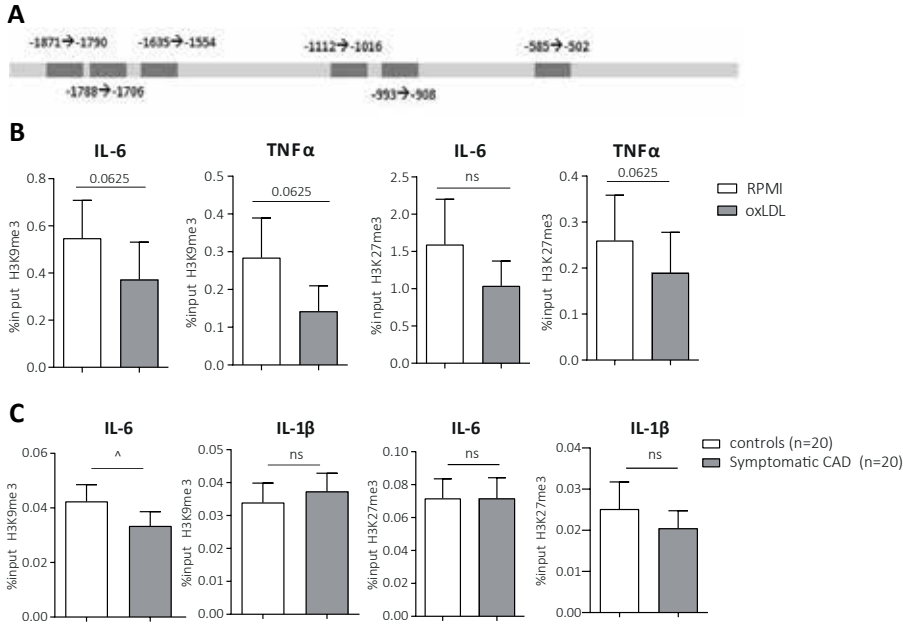 A
-1871→-1790
-1635→-1554
-1112→-1016
-585→-502
-1788→-1706
-993→-908
B
IL-6
%input H3K9me3
0.8
0.6
0.4
0.2
0.0
0.0625
TNFα
%input H3K9me3
0.5
0.4
0.3
0.2
0.1
0.0
0.0625
IL-6
%input H3K27me3
2.5
2.0
1.5
1.0
0.5
0.0
ns
TNFα
%input H3K27me3
0.4
0.3
0.2
0.1
0.0
0.0625
RPMI
oxLDL
C
IL-6
%input H3K9me3
0.06
0.04
0.02
0.00
^
IL-1β
%input H3K9me3
0.05
0.04
0.03
0.02
0.01
0.00
ns
IL-6
%input H3K27me3
0.10
0.08
0.06
0.04
0.02
0.00
ns
IL-1β
%input H3K27me3
0.04
0.03
0.02
0.01
0.00
ns
controls (n=20)
Symptomatic CAD (n=20)